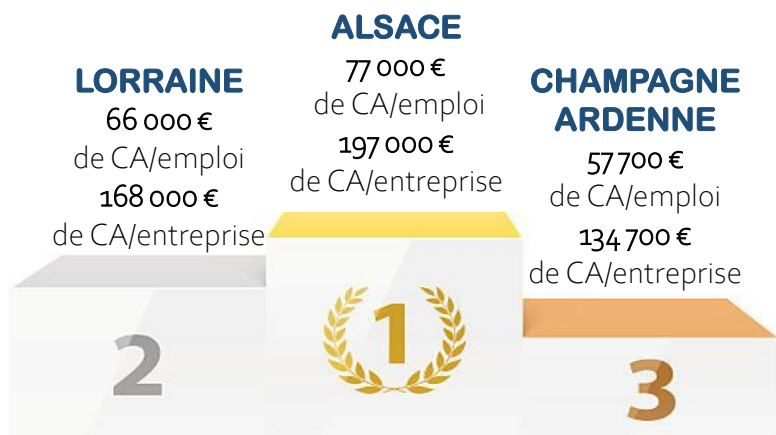 LORRAINE
66 000 €
de CA/emploi
168 000 €
de CA/entreprise
2
ALSACE
77 000 €
de CA/emploi
197 000 €
de CA/entreprise
1
CHAMPAGNE
ARDENNE
57 700 €
de CA/emploi
134 700 €
de CA/entreprise
3